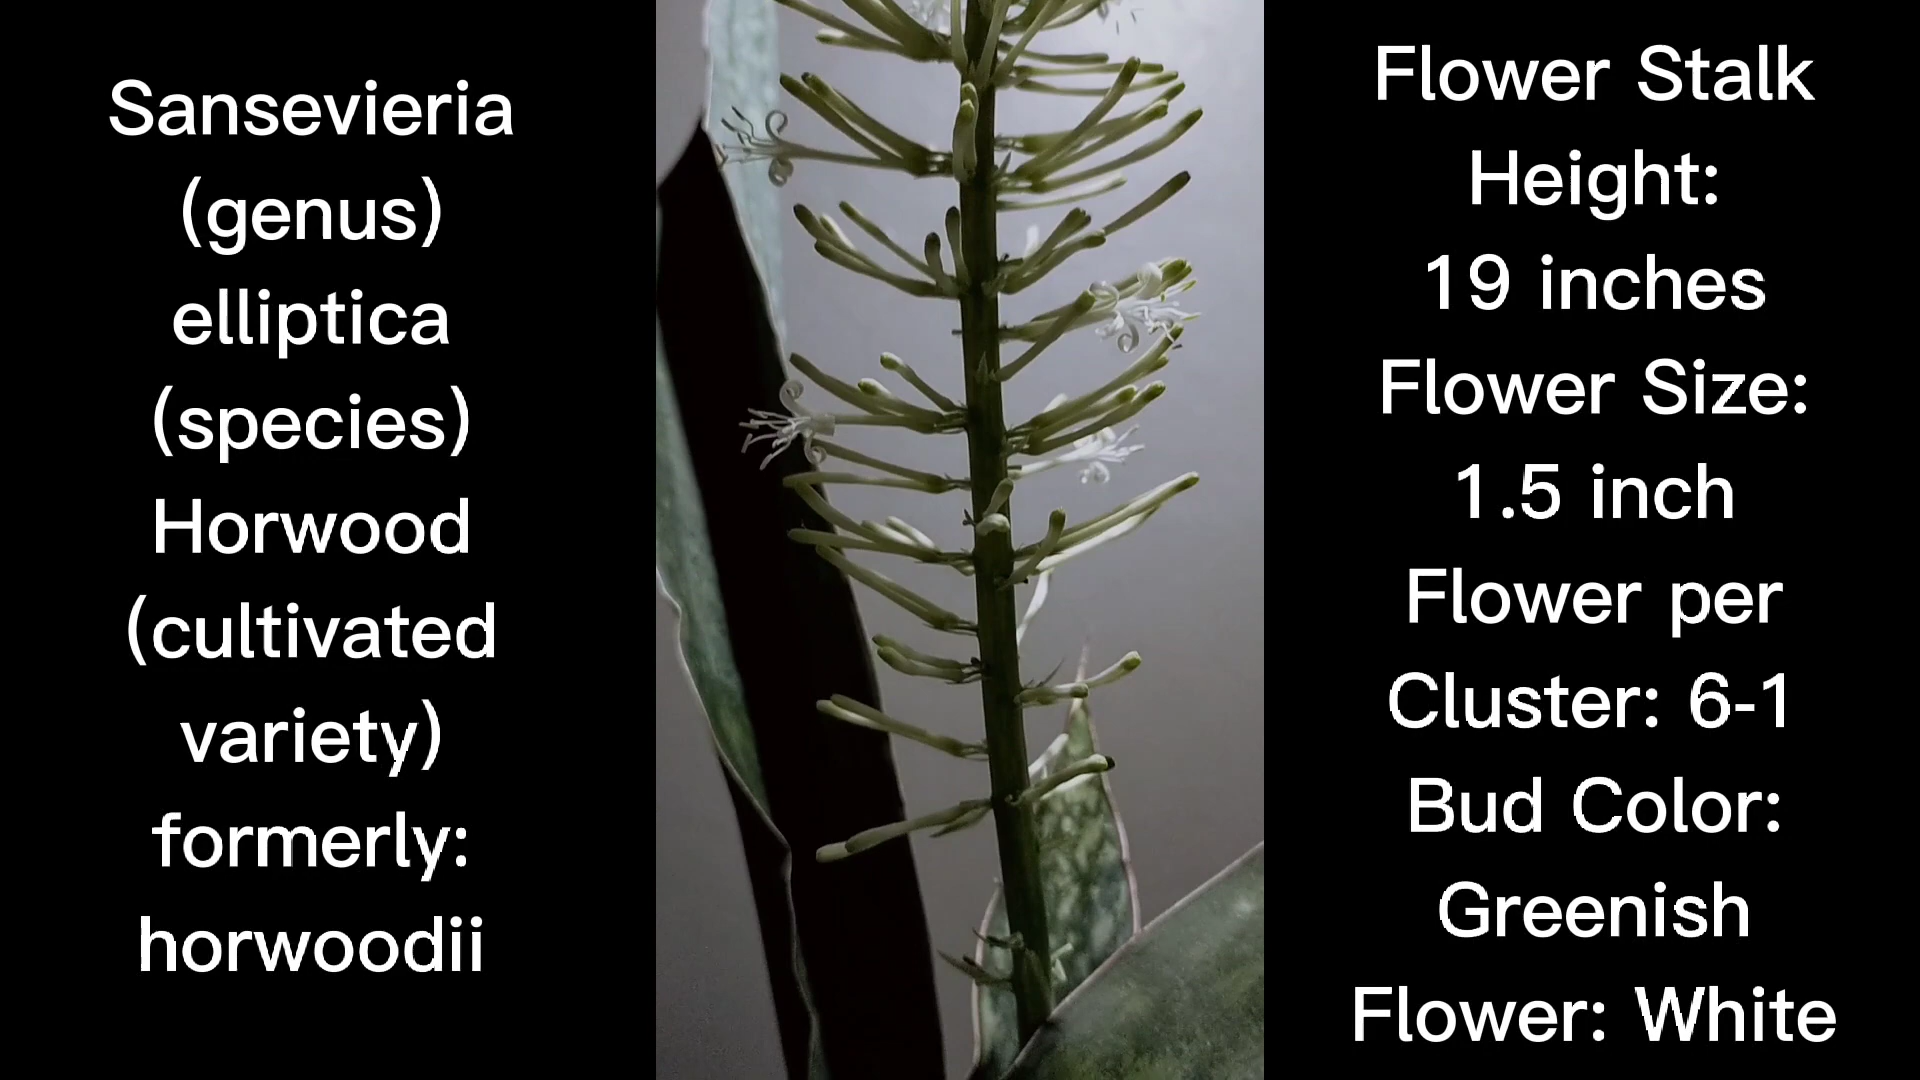 Sansevieria
(genus)
elliptica
(species)
Horwood
(cultivated
variety)
formerly:
horwoodii
Flower Stalk
Height:
19 inches
Flower Size:
1.5 inch
Flower per
Cluster: 6-1
Bud Color:
Greenish
Flower: White